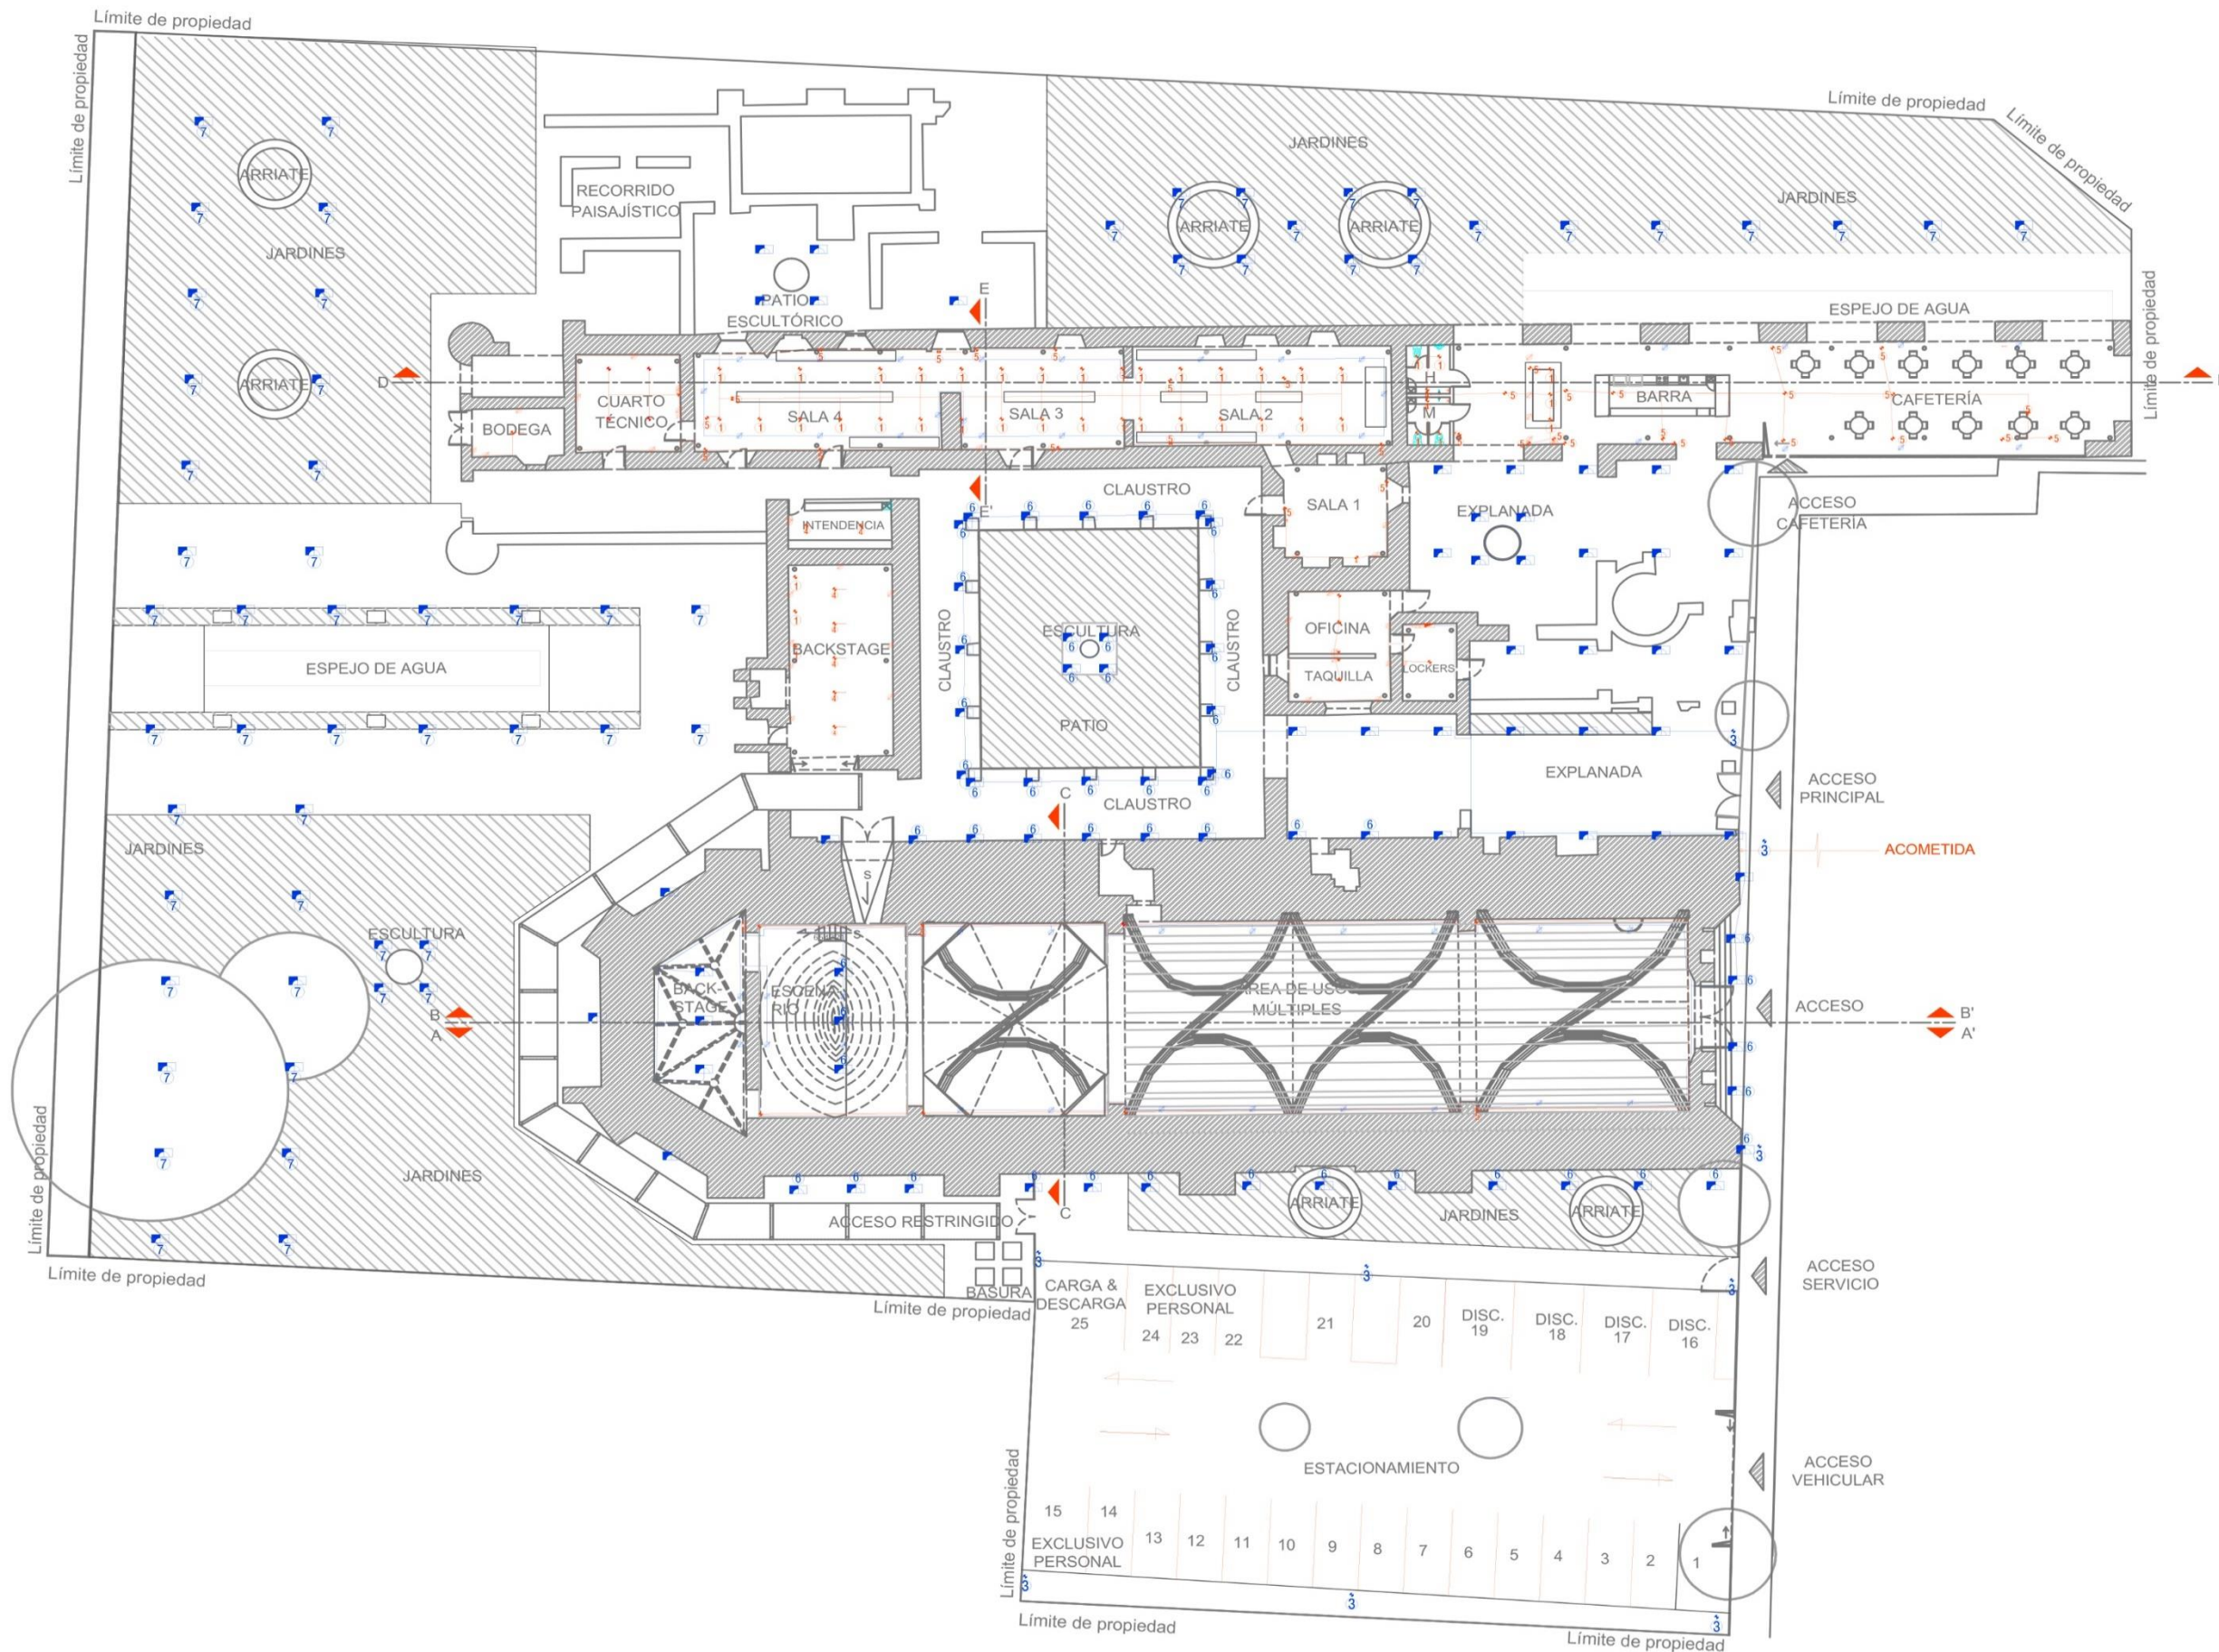 Límite de propiedad
Límite de propiedad
Límite de propiedad
Límite de propiedad
Límite de propiedad
JARDINES
JARDINES
ARRIATE
RECORRIDO
PAISAJÍSTICO
ARRIATE
ARRIATE
JARDINES
PATIO
ESCULTÓRICO
ESPEJO DE AGUA
E
D
ARRIATE
CUARTO
TÉCNICO
BODEGA
SALA 4
SALA 3
SALA 2
H
M
BARRA
CAFETERÍA
E'
CLAUSTRO
SALA 1
EXPLANADA
ACCESO
CAFETERÍA
INTENDENCIA
BACKSTAGE
CLAUSTRO
ESCULTURA
PATIO
CLAUSTRO
OFICINA
TAQUILLA
LOCKERS
ESPEJO DE AGUA
EXPLANADA
ACCESO
PRINCIPAL
C
CLAUSTRO
JARDINES
ACOMETIDA
S
ESCULTURA
S
BACK-
STAGE
ESCENA
RIO
ÁREA DE USOS
MÚLTIPLES
ACCESO
B
A
B'
A'
Límite de propiedad
JARDINES
ACCESO RESTRINGIDO
C
ARRIATE
JARDINES
ARRIATE
Límite de propiedad
BASURA
Límite de propiedad
ACCESO
SERVICIO
CARGA &
DESCARGA
25
EXCLUSIVO
PERSONAL
24
23
22
21
20
DISC.
19
DISC.
18
DISC.
17
DISC.
16
ESTACIONAMIENTO
ACCESO
VEHICULAR
Límite de propiedad
15
14
EXCLUSIVO
PERSONAL
13
12
11
10
9
8
7
6
5
4
3
2
1
Límite de propiedad
Límite de propiedad